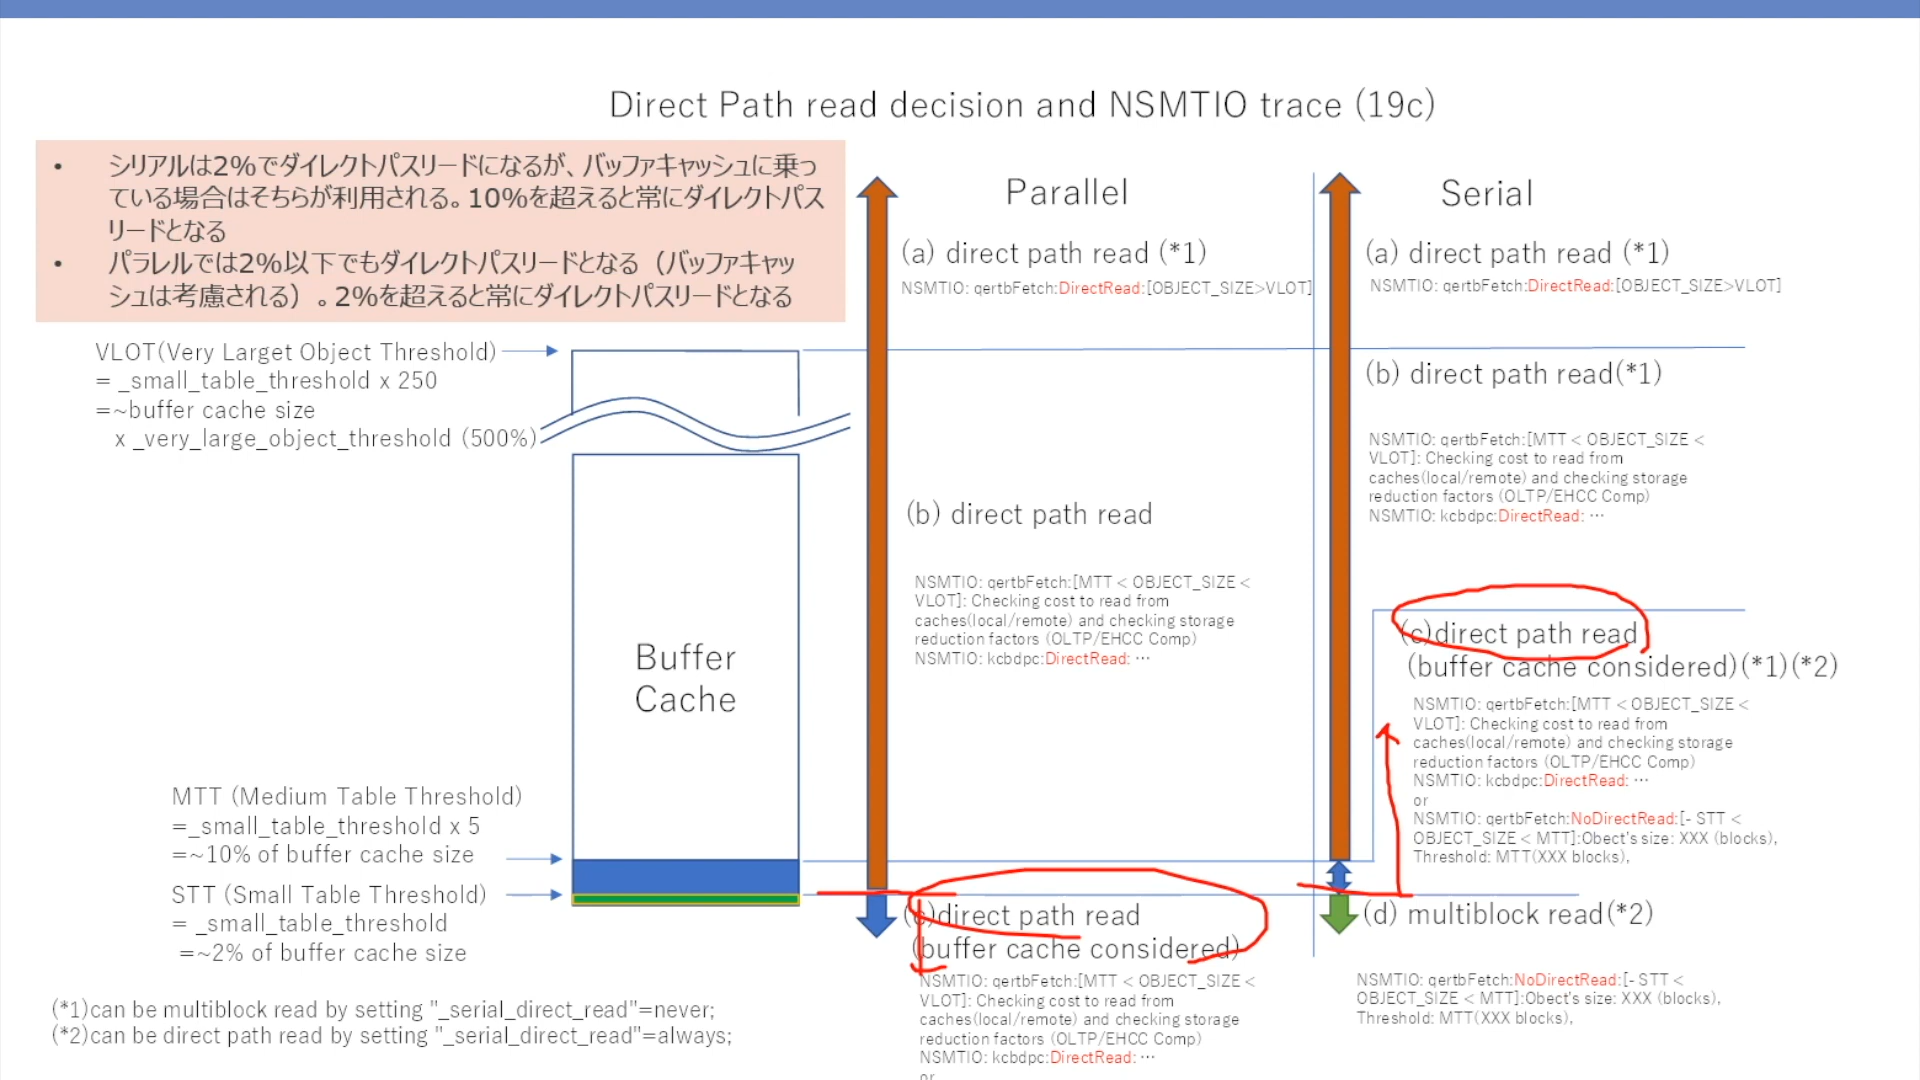 Direct Path read decision and NSMTIO trace (19c)
• シリアルは2%でダイレクトパスリードになるが、バッファキャッシュに乗っ
ている場合はそちらが利用される。10%を超えると常にダイレクトパス
リードとなる
• パラレルでは2%以下でもダイレクトパスリードとなる（バッファキャッ
シュは考慮される）。2%を超えると常にダイレクトパスリードとなる
VLOT(Very Larget Object Threshold)
= _small_table_threshold x 250
=~buffer cache size
x _very_large_object_threshold (500%)
Buffer
Cache
MTT (Medium Table Threshold)
=_small_table_threshold x 5
=~10% of buffer cache size
STT (Small Table Threshold)
= _small_table_threshold
=~2% of buffer cache size
(*1)can be multiblock read by setting "_serial_direct_read"=never;
(*2)can be direct path read by setting "_serial_direct_read"=always;
Parallel
(a) direct path read (*1)
NSMTIO: qertbFetch:DirectRead:[OBJECT_SIZE>VLOT]
(b) direct path read
NSMTIO: qertbFetch:[MTT < OBJECT_SIZE <
VLOT]: Checking cost to read from
caches(local/remote) and checking storage
reduction factors (OLTP/EHCC Comp)
NSMTIO: kcbdpc:DirectRead: …
(c)direct path read
(buffer cache considered)
NSMTIO: qertbFetch:[MTT < OBJECT_SIZE <
VLOT]: Checking cost to read from
caches(local/remote) and checking storage
reduction factors (OLTP/EHCC Comp)
NSMTIO: kcbdpc:DirectRead: …
or
Serial
(a) direct path read (*1)
NSMTIO: qertbFetch:DirectRead:[OBJECT_SIZE>VLOT]
(b) direct path read(*1)
NSMTIO: qertbFetch:[MTT < OBJECT_SIZE <
VLOT]: Checking cost to read from
caches(local/remote) and checking storage
reduction factors (OLTP/EHCC Comp)
NSMTIO: kcbdpc:DirectRead: …
(c)direct path read
(buffer cache considered)(*1)(*2)
NSMTIO: qertbFetch:[MTT < OBJECT_SIZE <
VLOT]: Checking cost to read from
caches(local/remote) and checking storage
reduction factors (OLTP/EHCC Comp)
NSMTIO: kcbdpc:DirectRead: …
or
NSMTIO: qertbFetch:NoDirectRead:[- STT <
OBJECT_SIZE < MTT]:Obect's size: XXX (blocks),
Threshold: MTT(XXX blocks),
(d) multiblock read(*2)
NSMTIO: qertbFetch:NoDirectRead:[- STT <
OBJECT_SIZE < MTT]:Obect's size: XXX (blocks),
Threshold: MTT(XXX blocks),